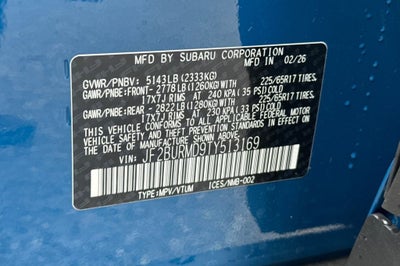 MFD BY SUBARU CORPORATION
MFD IN 02/26
GVWR/PNBV: 5143LB (2333KG)
GAWR/PNBE: FRONT- 2778LB (1260KG) 225/65R17 TIRES,
17X7J RIMS AT 240 KPA (35 PSI) COLD
GAWR/PNBE: REAR - 2822LB (1280KG) 225/65R17 TIRES,
17X7J RIMS AT 230 KPA (33 PSI) COLD
THIS VEHICLE CONFORMS TO ALL APPLICABLE FEDERAL MOTOR
VEHICLE SAFETY AND THEFT PREVENTION STANDARDS IN EFFECT
ON THE DATE OF MANUFACTURE SHOWN ABOVE.
VIN: JF2BURMD9TY513169
TYPE:MPV/VTUM ICES/NMB-002